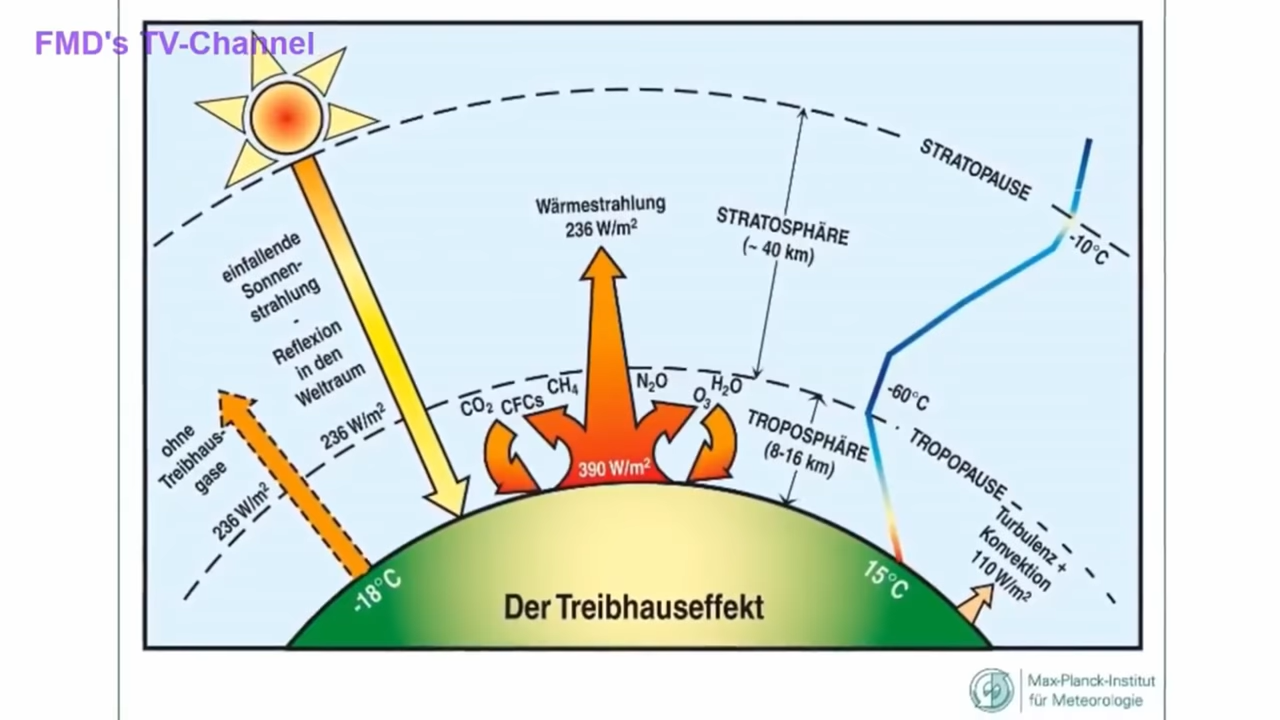 FMD's TV-Channel
STRATOPAUSE
-10°C
Wärmestrahlung
236 W/m²
STRATOSPHÄRE
(~ 40 km)
einfallende
Sonnen-
strahlung
-
Reflexion
in den
Weltraum
236 W/m²
ohne
Treibhaus-
gase
236 W/m²
CO₂
CFCs
CH₄
N₂O
O₃
H₂O
390 W/m²
TROPOSPHÄRE
(8-16 km)
-60°C
TROPOPAUSE
Turbulenz +
Konvektion
110 W/m²
-18°C
15°C
Der Treibhauseffekt
Max-Planck-Institut
für Meteorologie